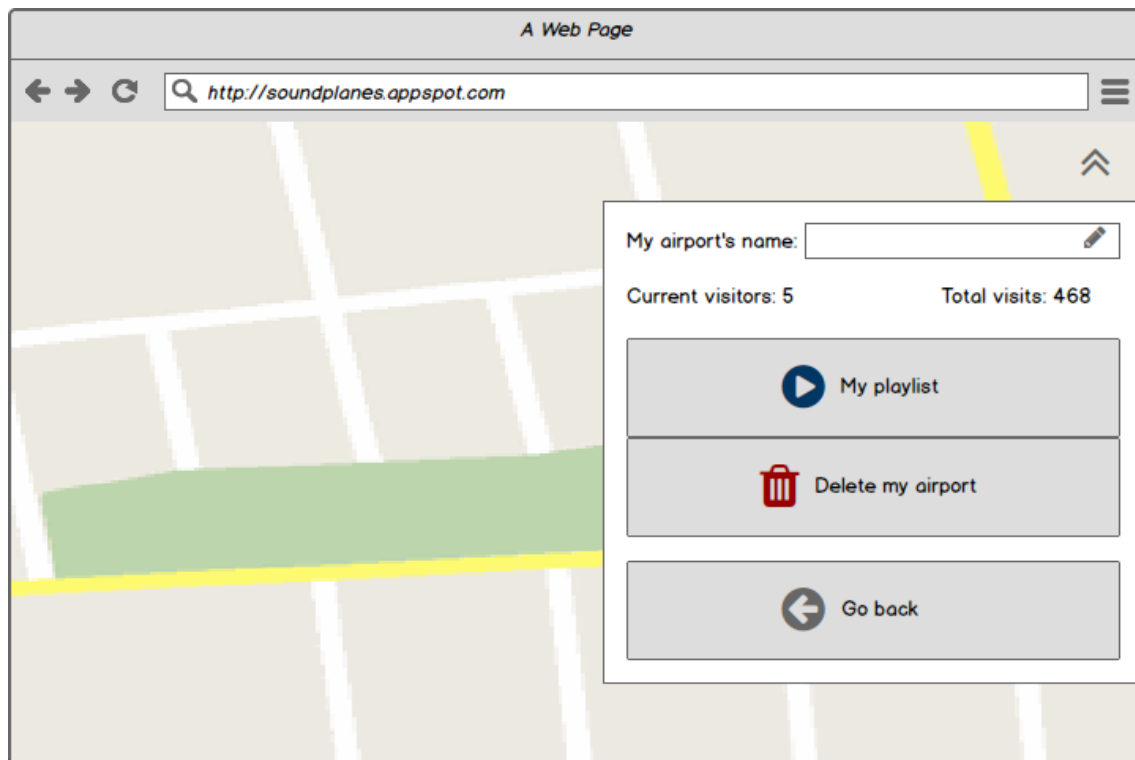 A Web Page
http://soundplanes.appspot.com
My airport's name:
Current visitors: 5 Total visits: 468
My playlist
Delete my airport
Go back